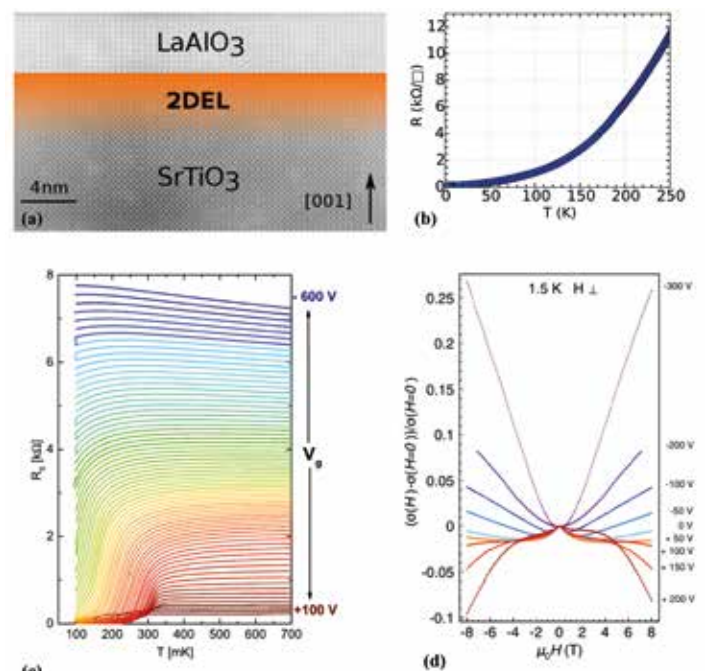 LaAlO3
2DEL
SrTiO3
4nm
[001]
(a)
12
10
8
6
4
2
0
R (kΩ/□)
0 50 100 150 200 250
T (K)
(b)
8
6
4
2
0
Rs [kΩ]
- 600 V
Vg
+100 V
100 200 300 400 500 600 700
T [mK]
(c)
1.5 K H ⊥
0.25
0.2
0.15
0.1
0.05
0
-0.05
-0.1
(σ(H)-σ(H=0))/σ(H=0)
-300 V
-200 V
-100 V
-50 V
0 V
+ 50 V
+ 100 V
+ 150 V
+ 200 V
-8 -6 -4 -2 0 2 4 6 8
μ0H (T)
(d)